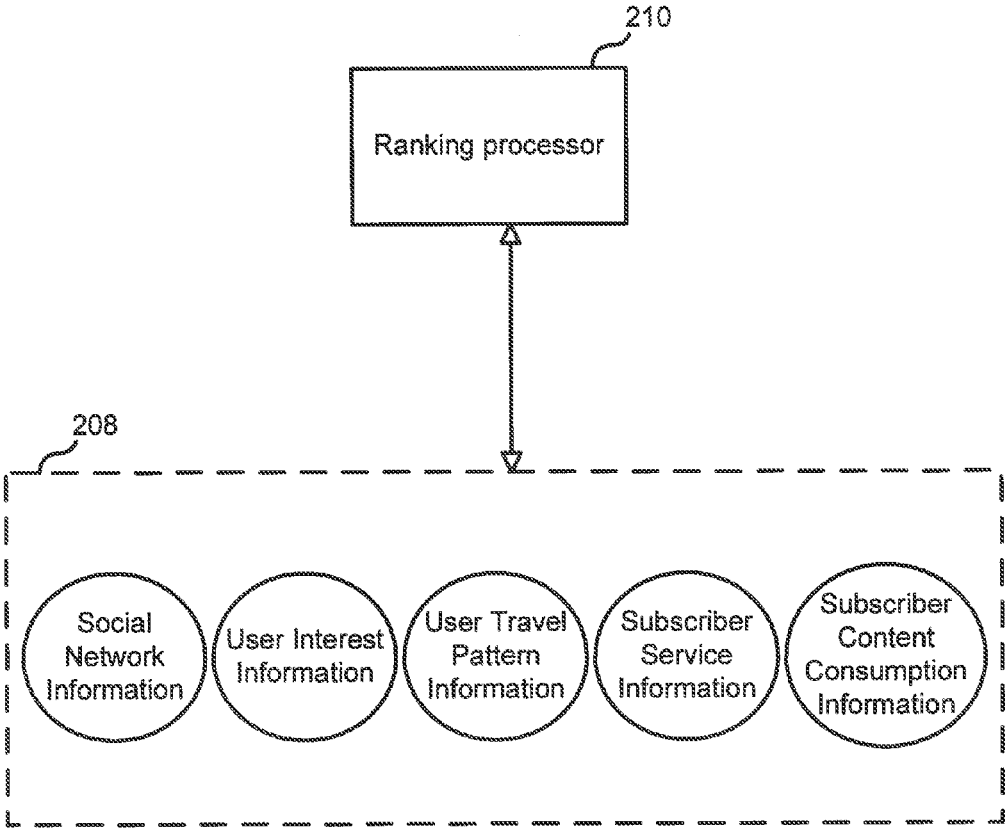 210
Ranking processor
208
Social
Network
Information
User Interest
Information
User Travel
Pattern
Information
Subscriber
Service
Information
Subscriber
Content
Consumption
Information